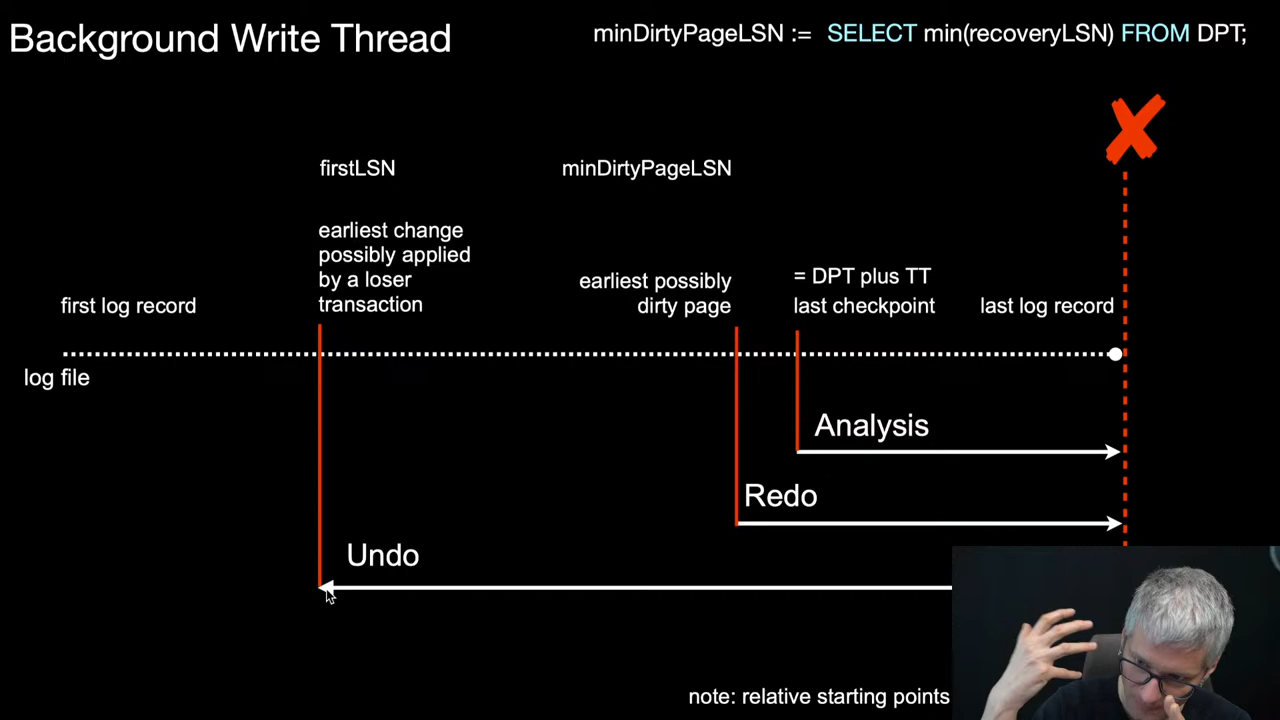 Background Write Thread
minDirtyPageLSN := SELECT min(recoveryLSN) FROM DPT;
firstLSN
minDirtyPageLSN
earliest change
possibly applied
by a loser
transaction
earliest possibly
dirty page
= DPT plus TT
last checkpoint
first log record
last log record
log file
Analysis
Redo
Undo
note: relative starting points